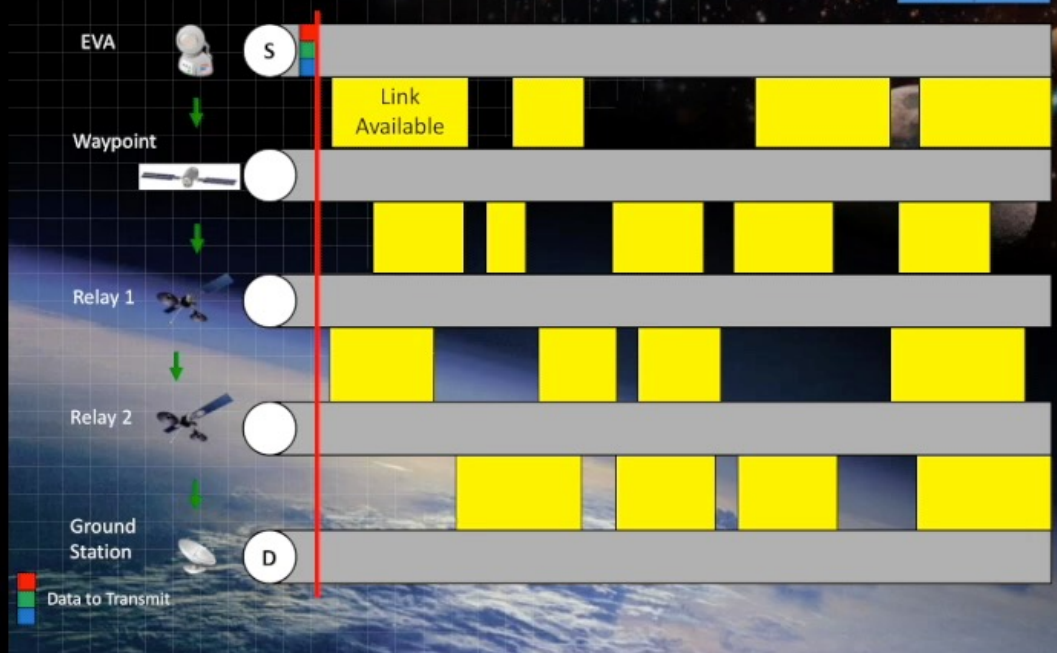 EVA
S
Link
Available
Waypoint
Relay 1
Relay 2
Ground
Station
D
Data to Transmit